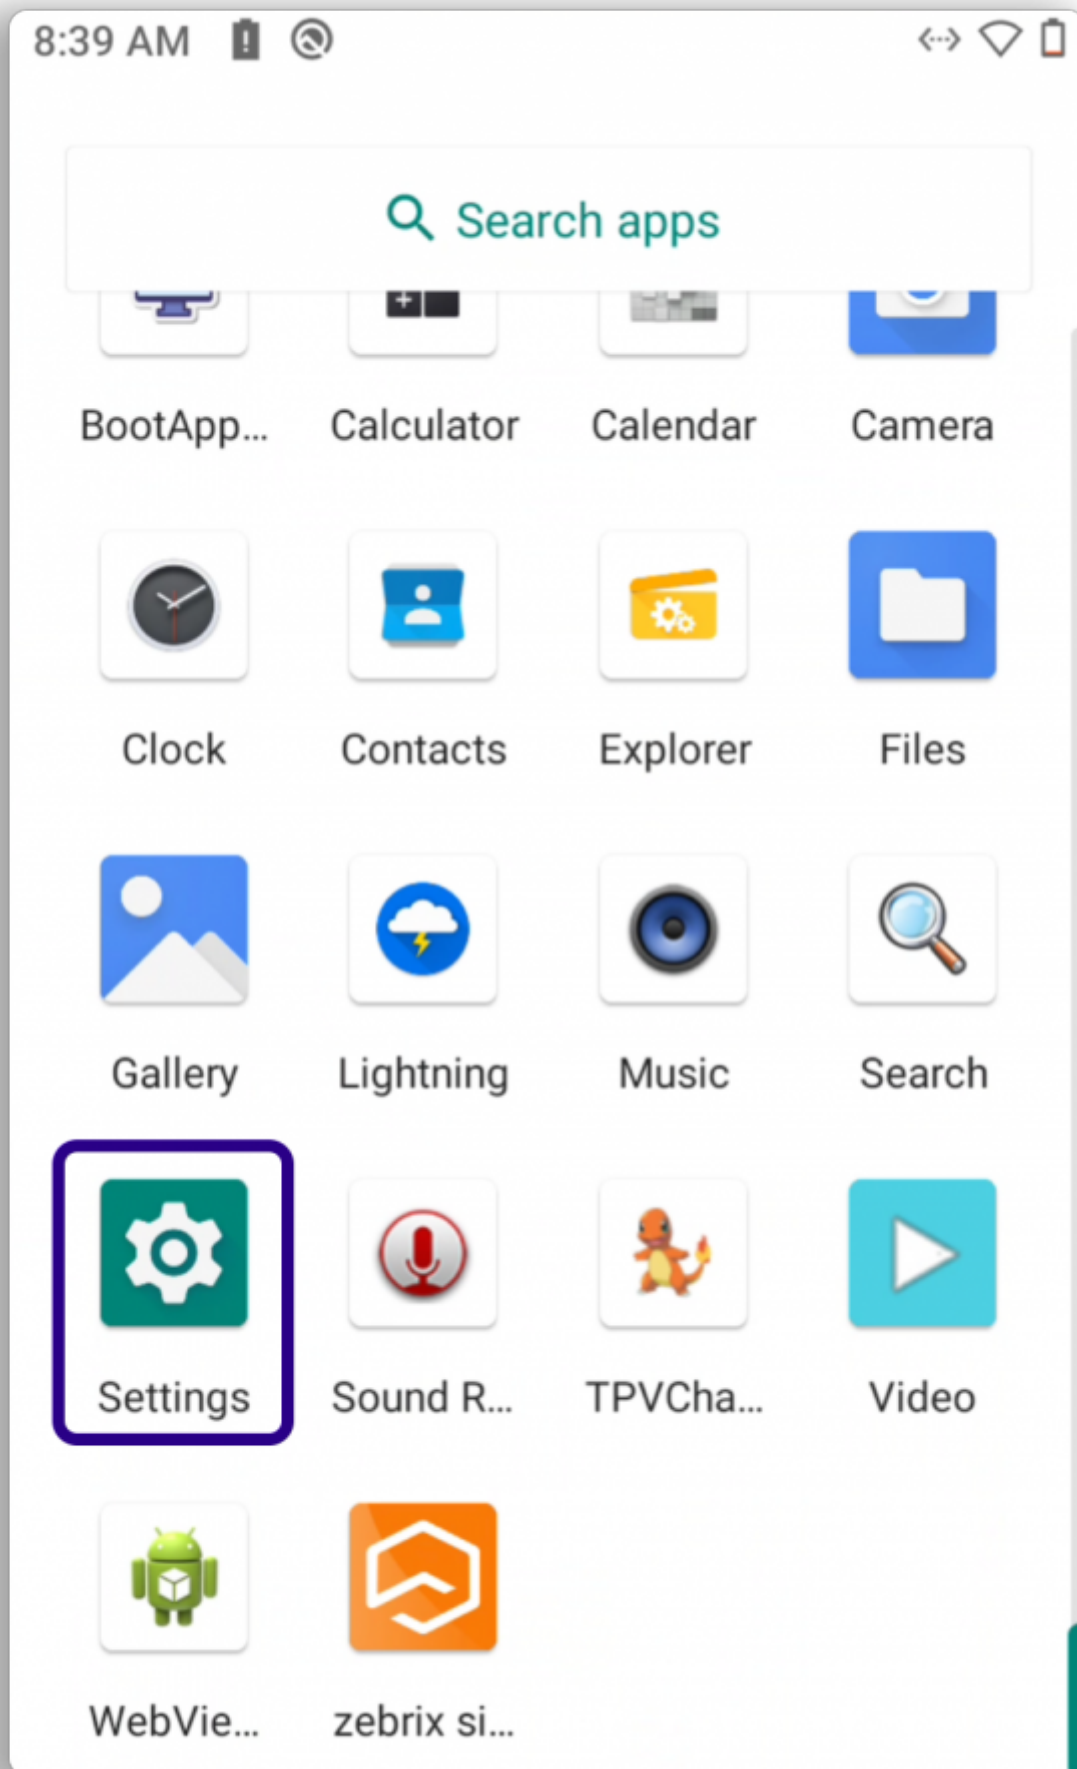 8:39 AM
Search apps
BootApp... Calculator Calendar Camera
Clock Contacts Explorer Files
Gallery Lightning Music Search
Settings Sound R... TPVCha... Video
WebVie... zebrix si...